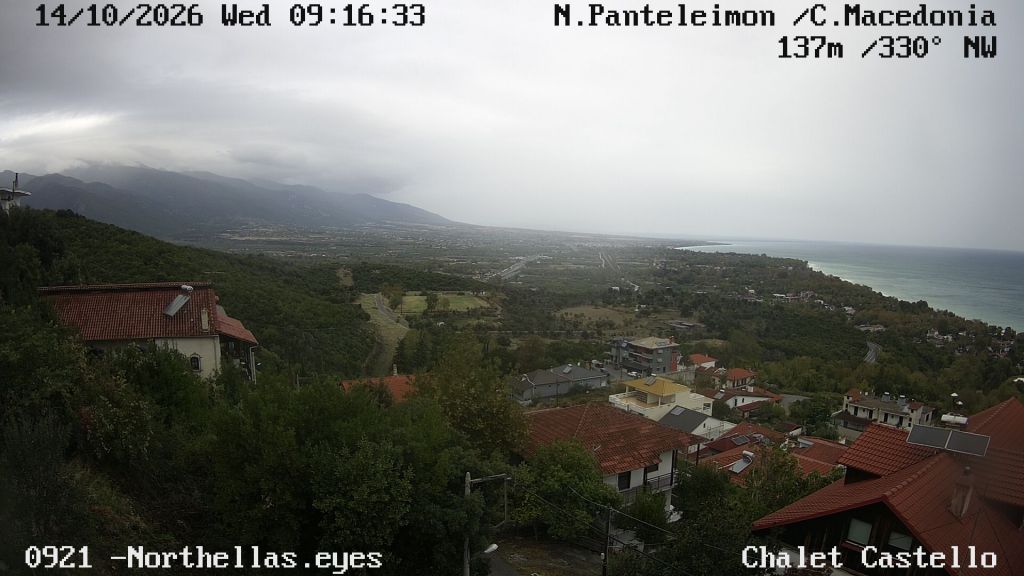 14/10/2026 Wed 09:16:33
N.Panteleimon /C.Macedonia
137m /330° NW
0921 -Northellas.eyes
Chalet Castello